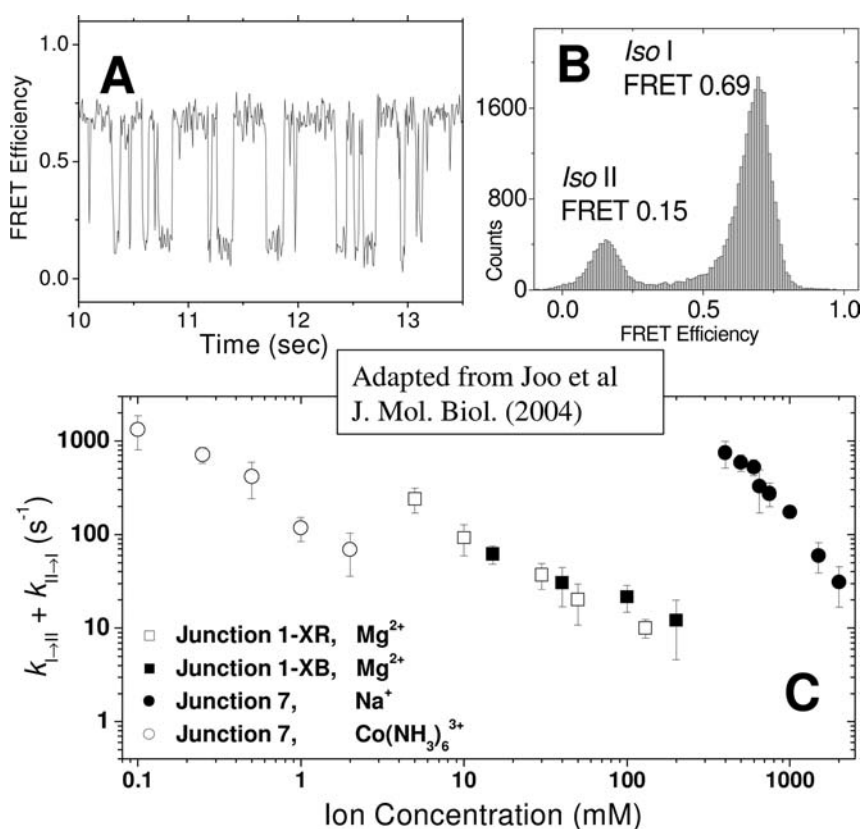 A
1.0
0.5
0.0
FRET Efficiency
10 11 12 13
Time (sec)
B
Iso I
FRET 0.69
Iso II
FRET 0.15
1600
800
0
Counts
0.0 0.5 1.0
FRET Efficiency
Adapted from Joo et al
J. Mol. Biol. (2004)
1000
100
10
1
k_{I→II} + k_{II→I} (s⁻¹)
Junction 1-XR, Mg²⁺
Junction 1-XB, Mg²⁺
Junction 7, Na⁺
Junction 7, Co(NH₃)₆³⁺
C
0.1 1 10 100 1000
Ion Concentration (mM)